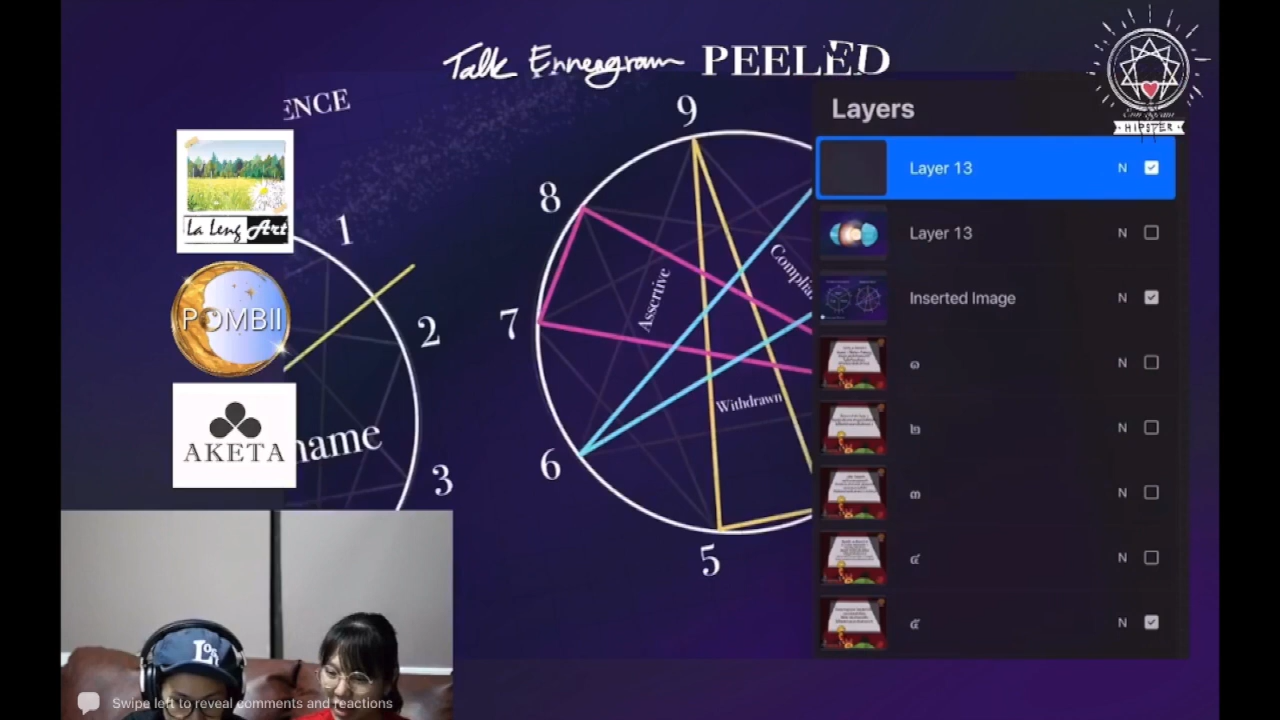 Talk Enneagram PEELED
HIPSTER
ENCE
Layers
La Leng Art
POMBII
AKETA
1
2
3
name
9
8
7
6
5
Assertive
Withdrawn
Layer 13 N
Layer 13 N
Inserted Image N
๑ N
๒ N
๓ N
๔ N
๕ N
Swipe left to reveal comments and reactions